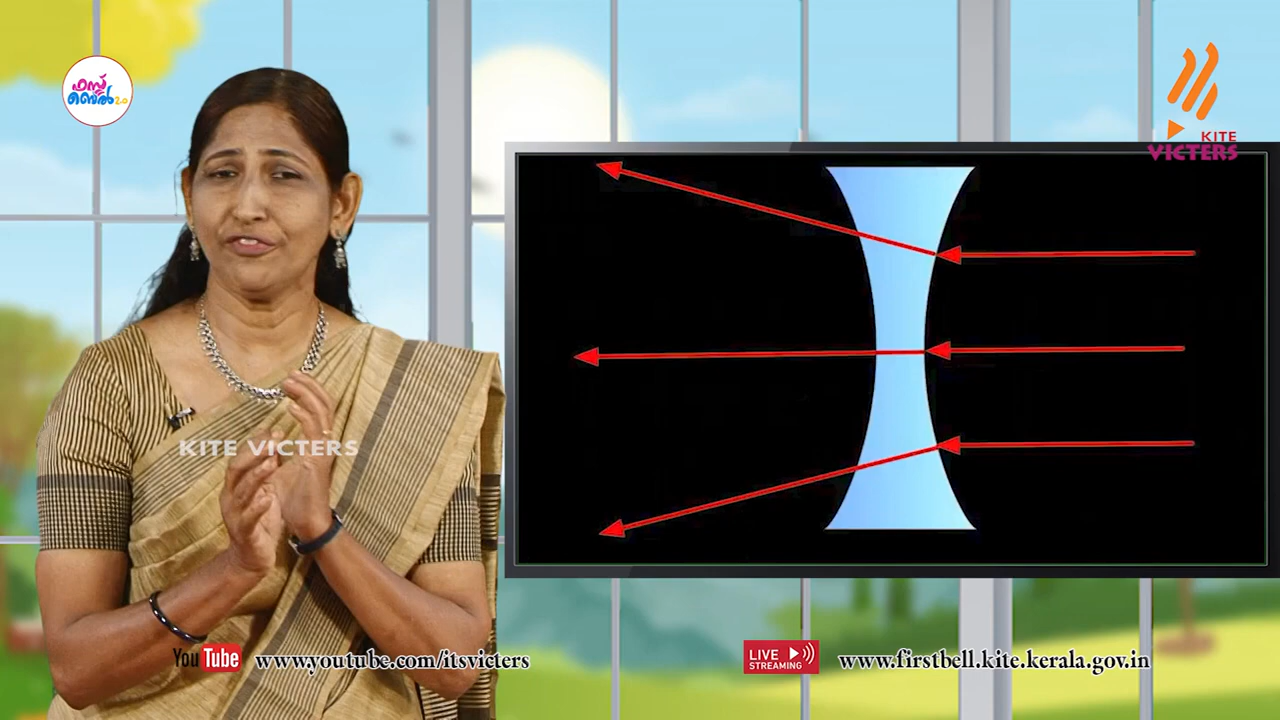 ഫസ്റ്റ്
ബെൽ 2.0
KITE
VICTERS
KITE VICTERS
YouTube www.youtube.com/itsvicters
LIVE
STREAMING
www.firstbell.kite.kerala.gov.in